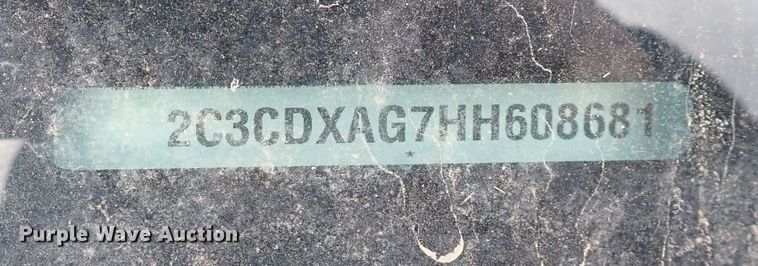 2C3CDXAG7HH608681
*
Purple Wave Auction